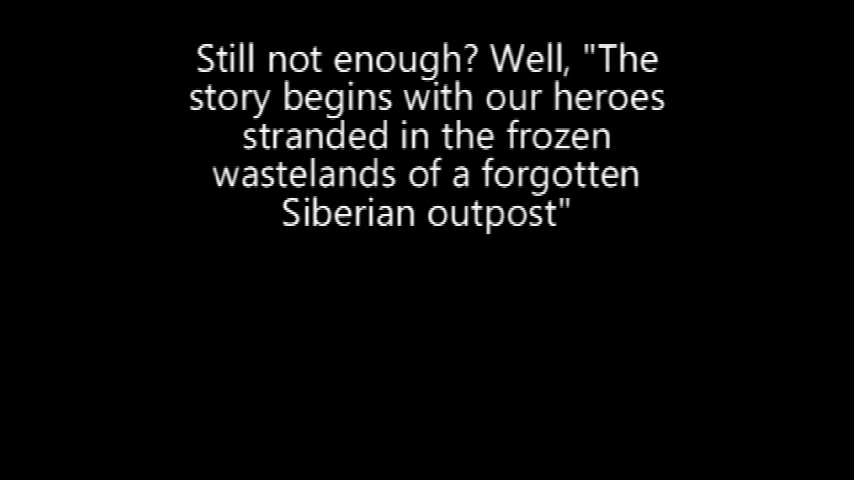 Still not enough? Well, "The
story begins with our heroes
stranded in the frozen
wastelands of a forgotten
Siberian outpost"